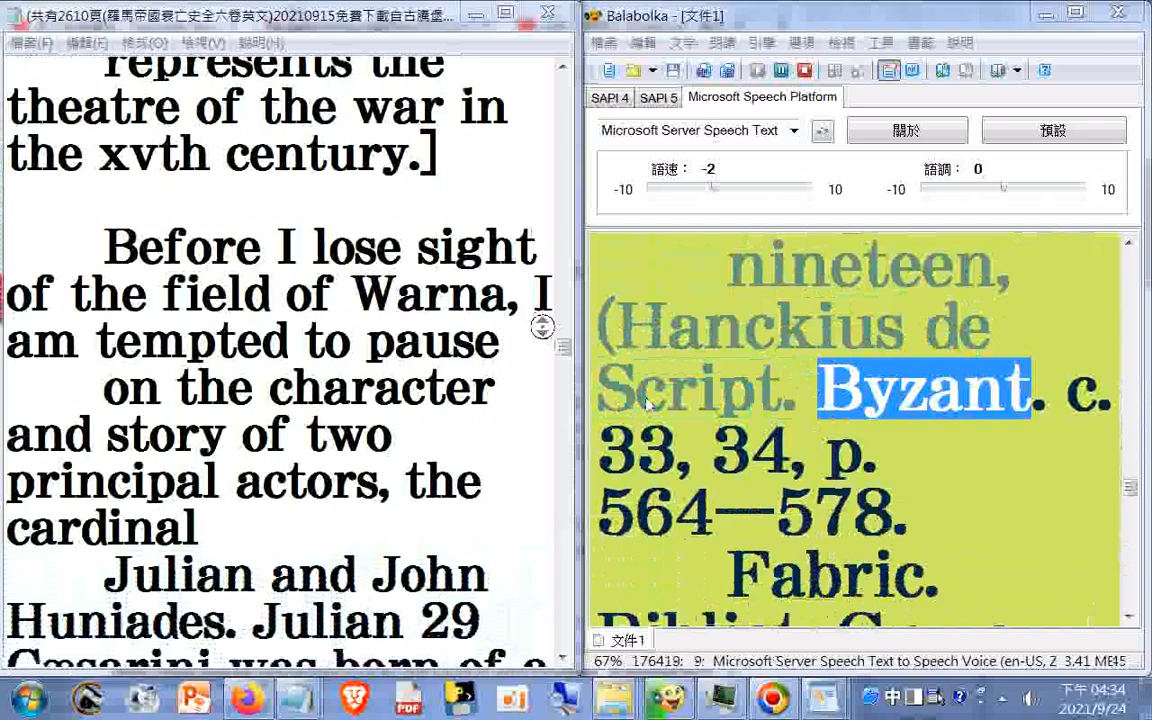 (共有2610頁(羅馬帝國衰亡史全六卷英文)20210915免費下載自古騰堡...
檔案(F) 編輯(E) 格式(O) 檢視(V) 說明(H)
represents the
theatre of the war in
the xvth century.]
Before I lose sight
of the field of Warna, I
am tempted to pause
on the character
and story of two
principal actors, the
cardinal
Julian and John
Huniades. Julian 29
Cæsarini was born of a
Balabolka - [文件1]
檔案 編輯 文字 朗讀 引擎 選項 檢視 工具 書籤 說明
SAPI 4 SAPI 5 Microsoft Speech Platform
Microsoft Server Speech Text
關於
預設
語速： -2
語調： 0
-10 10 -10 10
nineteen,
(Hanckius de
Script. Byzant. c.
33, 34, p.
564—578.
Fabric.
文件1
67% 176419: 9: Microsoft Server Speech Text to Speech Voice (en-US, Z 3.41 ME45
PDF
中
下午 04:34
2021/9/24